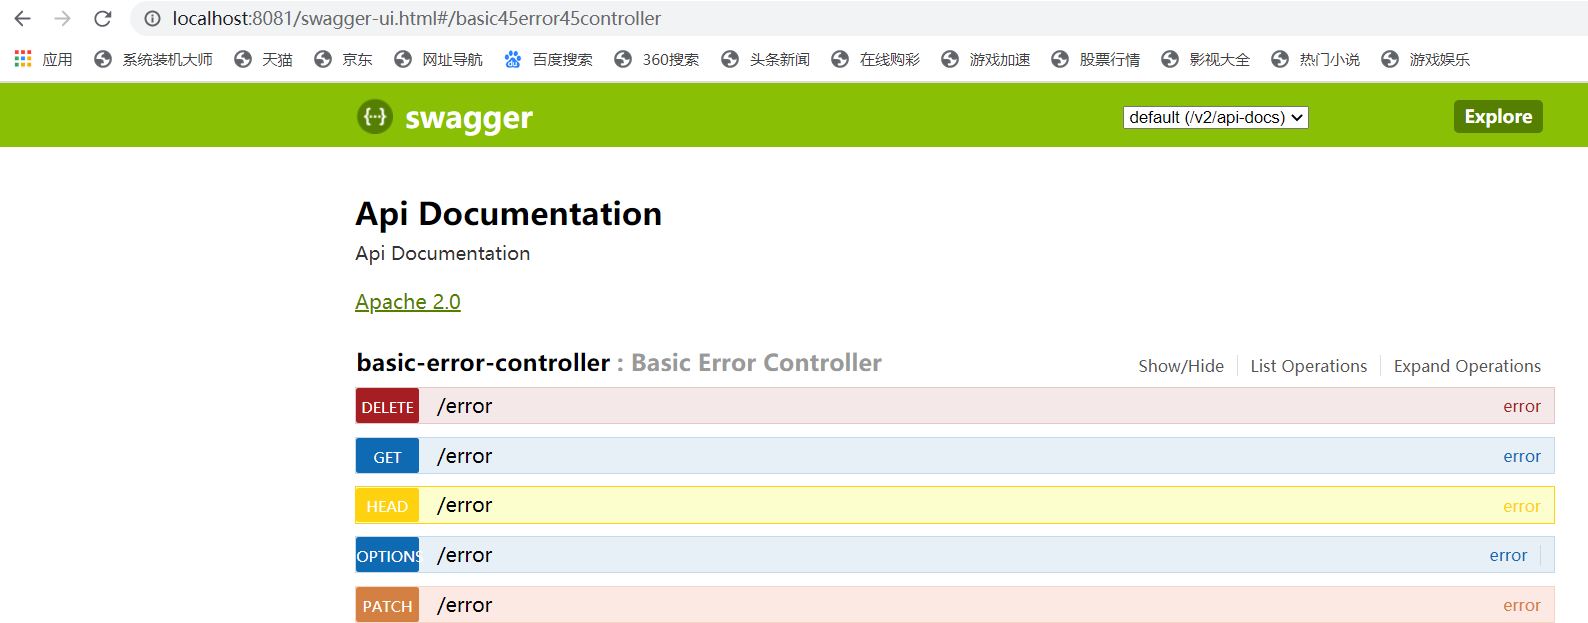 localhost:8081/swagger-ui.html#/basic45error45controller
应用 系统装机大师 天猫 京东 网址导航 百度搜索 360搜索 头条新闻 在线购彩 游戏加速 股票行情 影视大全 热门小说 游戏娱乐
{···} swagger default (/v2/api-docs) Explore
Api Documentation
Api Documentation
Apache 2.0
basic-error-controller : Basic Error Controller Show/Hide List Operations Expand Operations
DELETE /error error
GET /error error
HEAD /error error
OPTIONS /error error
PATCH /error error